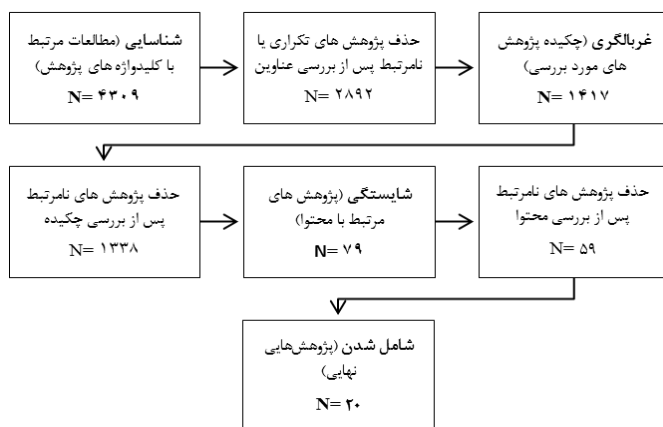 شناسایی (مطالعات مرتبط
با کلیدواژه های پژوهش)
N= ۴۳۰۹
حذف پژوهش های تکراری یا
نامرتبط پس از بررسی عناوین
N= ۲۸۹۲
غربالگری (چکیده پژوهش
های مورد بررسی)
N= ۱۴۱۷
حذف پژوهش های نامرتبط
پس از بررسی چکیده
N= ۱۳۳۸
شایستگی (پژوهش های
مرتبط با محتوا)
N= ۷۹
حذف پژوهش های نامرتبط
پس از بررسی محتوا
N= ۵۹
شامل شدن (پژوهش‌هایی
نهایی)
N= ۲۰